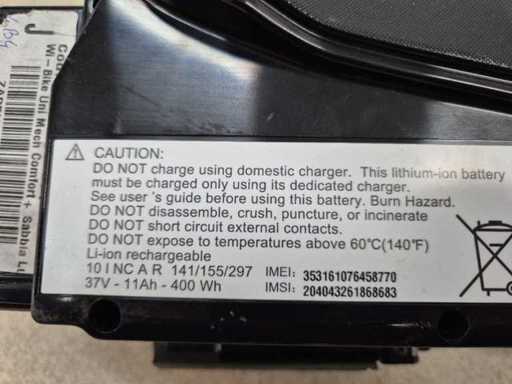 CAUTION:
DO NOT charge using domestic charger. This lithium-ion battery
must be charged only using its dedicated charger.
See user 's guide before using this battery. Burn Hazard.
DO NOT disassemble, crush, puncture, or incinerate
DO NOT short circuit external contacts.
DO NOT expose to temperatures above 60°C(140°F)
Li-ion rechargeable
10 I NC A R 141/155/297 IMEI: 353161076458770
37V - 11Ah - 400 Wh IMSI: 204043261868683
J
Wi-Bike Uni Mech Comfort+ Sabbia